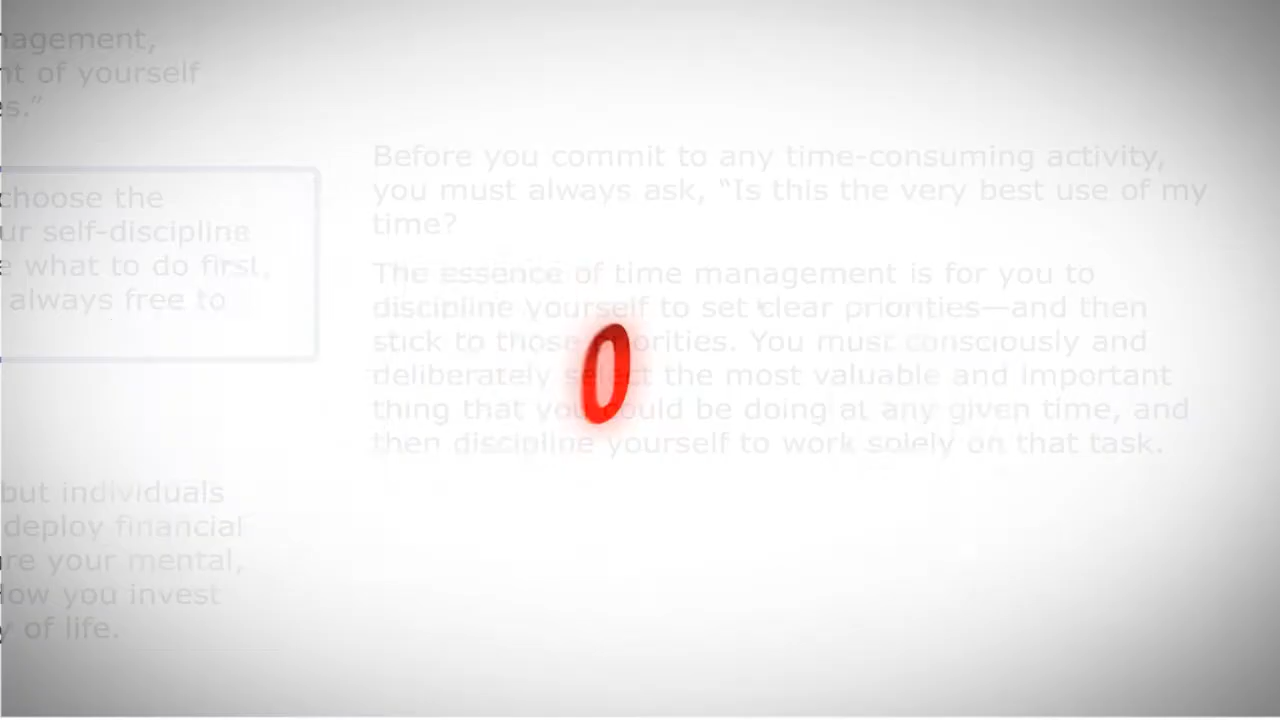 nagement,
nt of yourself
es.”
choose the
ur self-discipline
e what to do first.
always free to
but individuals
deploy financial
re your mental,
How you invest
y of life.
Before you commit to any time-consuming activity,
you must always ask, “Is this the very best use of my
time?
The essence of time management is for you to
discipline yourself to set clear priorities—and then
stick to those orities. You must consciously and
deliberately select the most valuable and important
thing that you ould be doing at any given time, and
then discipline yourself to work solely on that task.
0